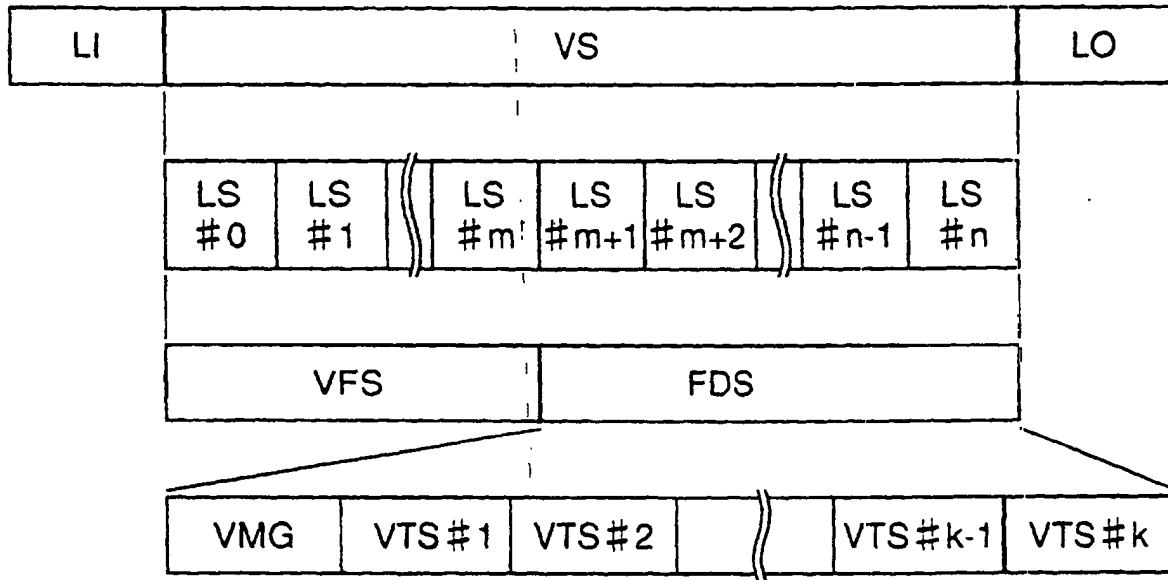 LI VS LO
LS LS LS LS LS LS LS
#0 #1 #m #m+1 #m+2 #n-1 #n
VFS FDS
VMG VTS#1 VTS#2 VTS#k-1 VTS#k